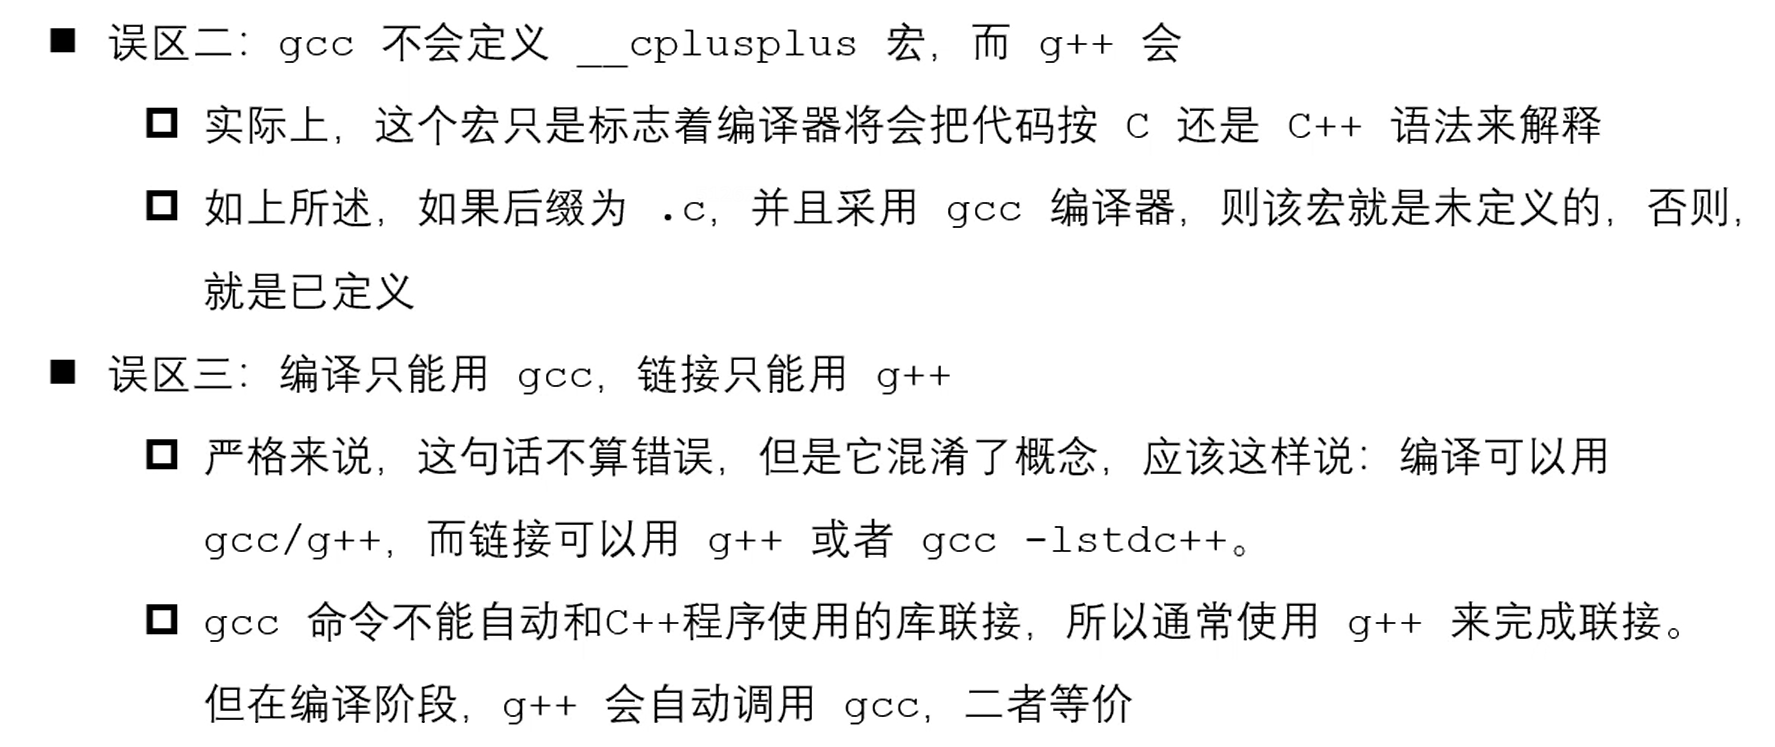 ■ 误区二：gcc 不会定义 __cplusplus 宏，而 g++ 会
实际上，这个宏只是标志着编译器将会把代码按 C 还是 C++ 语法来解释
如上所述，如果后缀为 .c，并且采用 gcc 编译器，则该宏就是未定义的，否则，
就是已定义
■ 误区三：编译只能用 gcc，链接只能用 g++
严格来说，这句话不算错误，但是它混淆了概念，应该这样说：编译可以用
gcc/g++，而链接可以用 g++ 或者 gcc -lstdc++。
gcc 命令不能自动和C++程序使用的库联接，所以通常使用 g++ 来完成联接。
但在编译阶段，g++ 会自动调用 gcc，二者等价